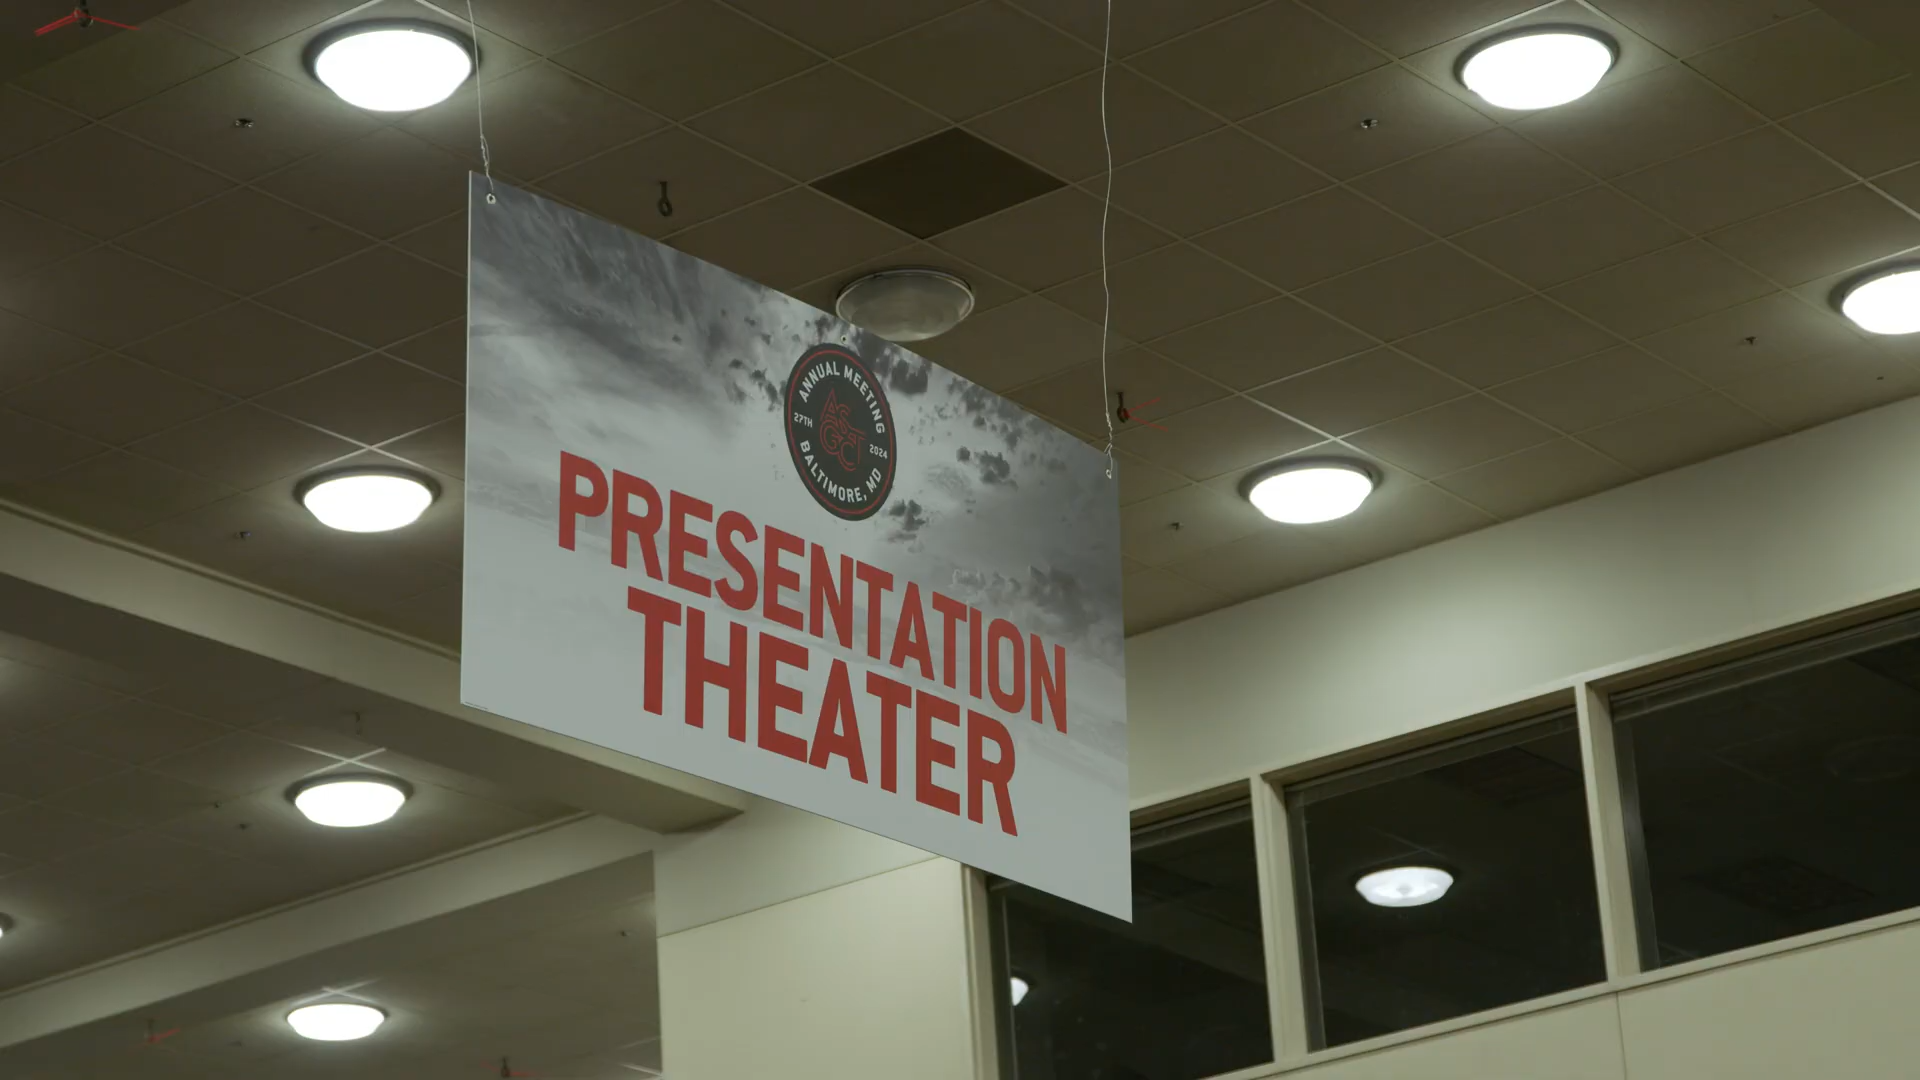 ANNUAL MEETING
27TH
ASGCT
2024
BALTIMORE, MD
PRESENTATION
THEATER